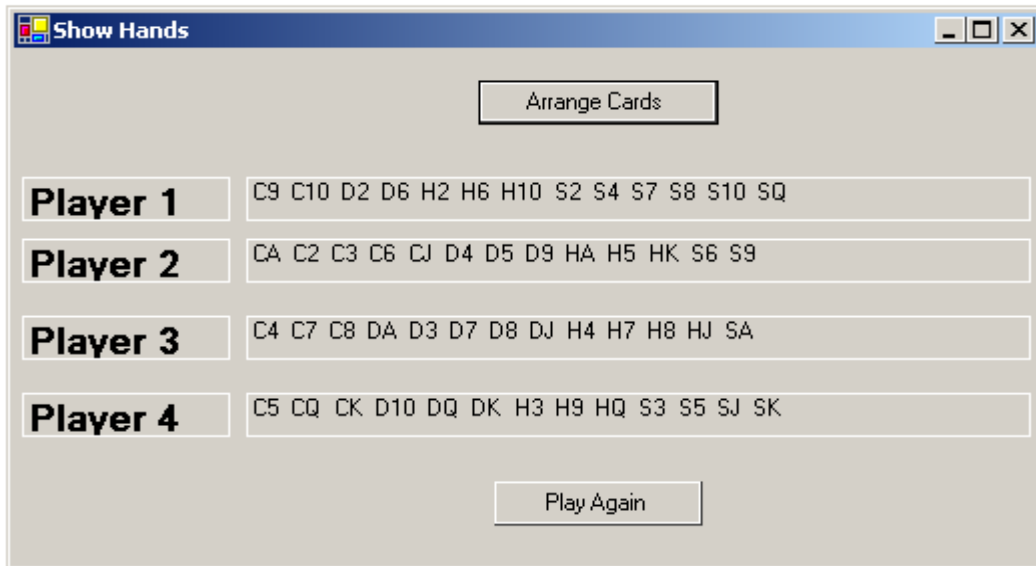 Show Hands
Arrange Cards
Player 1
C9 C10 D2 D6 H2 H6 H10 S2 S4 S7 S8 S10 SQ
Player 2
CA C2 C3 C6 CJ D4 D5 D9 HA H5 HK S6 S9
Player 3
C4 C7 C8 DA D3 D7 D8 DJ H4 H7 H8 HJ SA
Player 4
C5 CQ CK D10 DQ DK H3 H9 HQ S3 S5 SJ SK
Play Again